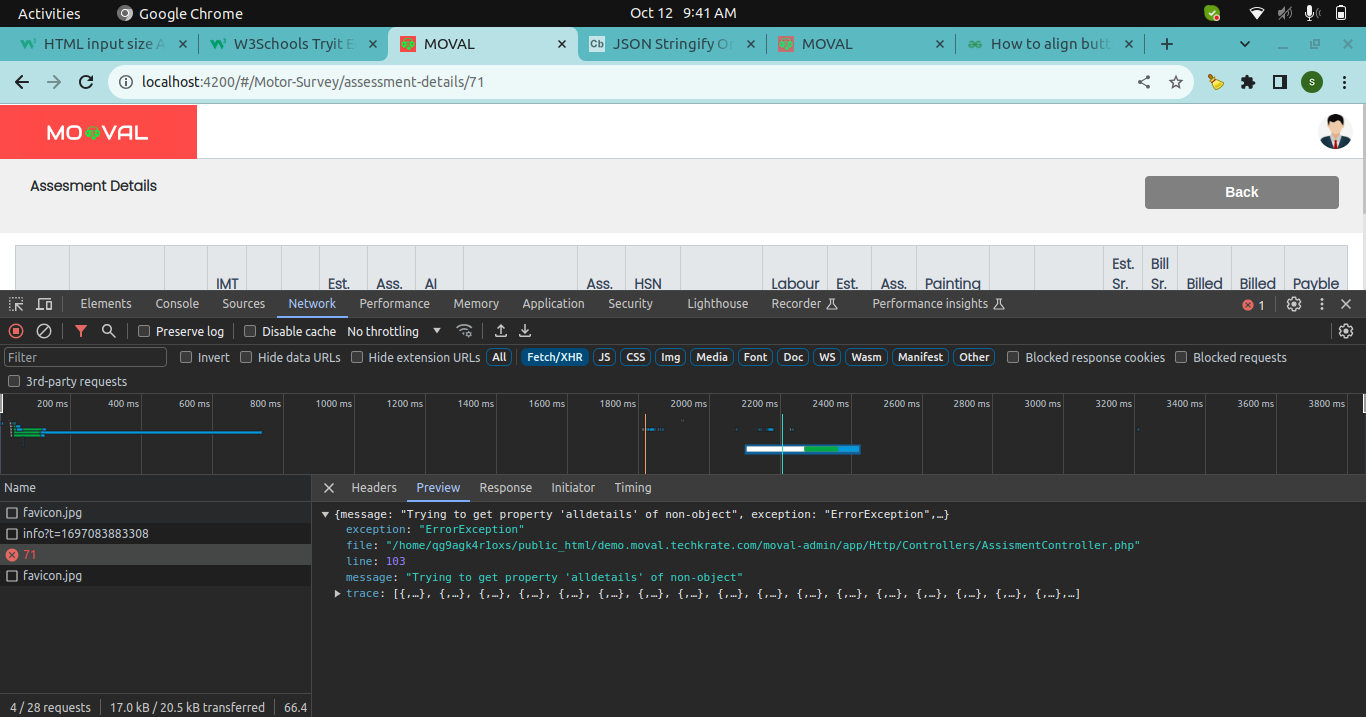 Activities Google Chrome Oct 12 9:41 AM
HTML input size A W3Schools Tryit E MOVAL Cb JSON Stringify On MOVAL How to align butt
localhost:4200/#/Motor-Survey/assessment-details/71 S
MOVAL
Assesment Details
Back
Est. Bill
IMT Est. Ass. AI Ass. HSN Labour Est. Ass. Painting Sr. Sr. Billed Billed Payble
Elements Console Sources Network Performance Memory Application Security Lighthouse Recorder Performance insights 1
Preserve log Disable cache No throttling
Filter Invert Hide data URLs Hide extension URLs All Fetch/XHR JS CSS Img Media Font Doc WS Wasm Manifest Other Blocked response cookies Blocked requests
3rd-party requests
200 ms 400 ms 600 ms 800 ms 1000 ms 1200 ms 1400 ms 1600 ms 1800 ms 2000 ms 2200 ms 2400 ms 2600 ms 2800 ms 3000 ms 3200 ms 3400 ms 3600 ms 3800 ms
Name Headers Preview Response Initiator Timing
favicon.jpg
info?t=1697083883308
71
favicon.jpg
{message: "Trying to get property 'alldetails' of non-object", exception: "ErrorException",…}
exception: "ErrorException"
file: "/home/qg9agk4r1oxs/public_html/demo.moval.techkrate.com/moval-admin/app/Http/Controllers/AssismentController.php"
line: 103
message: "Trying to get property 'alldetails' of non-object"
trace: [{,…}, {,…}, {,…}, {,…}, {,…}, {,…}, {,…}, {,…}, {,…}, {,…}, {,…}, {,…}, {,…}, {,…}, {,…}, {,…}, {,…},…]
4 / 28 requests 17.0 kB / 20.5 kB transferred 66.4